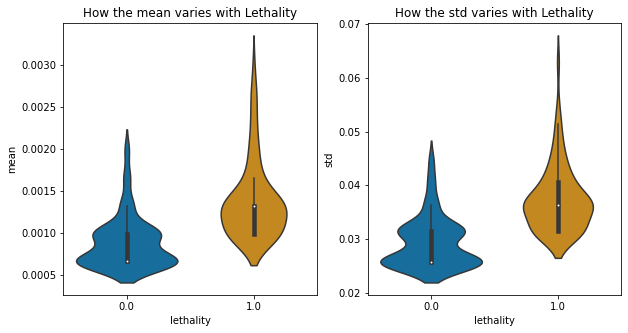 How the mean varies with Lethality
0.0030
0.0025
0.0020
0.0015
0.0010
0.0005
mean
0.0
1.0
lethality
How the std varies with Lethality
0.07
0.06
0.05
0.04
0.03
0.02
std
0.0
1.0
lethality